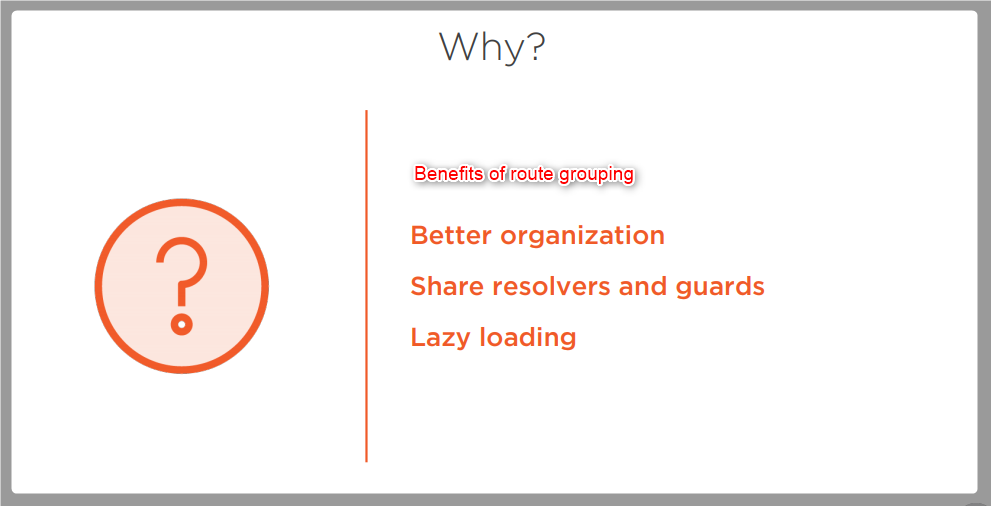 Why?
Benefits of route grouping
Better organization
Share resolvers and guards
Lazy loading